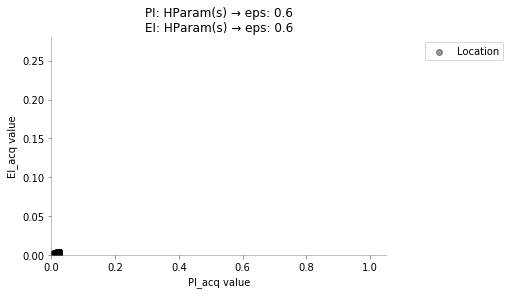 PI: HParam(s) → eps: 0.6
EI: HParam(s) → eps: 0.6
Location
EI_acq value
0.25
0.20
0.15
0.10
0.05
0.00
0.0 0.2 0.4 0.6 0.8 1.0
PI_acq value